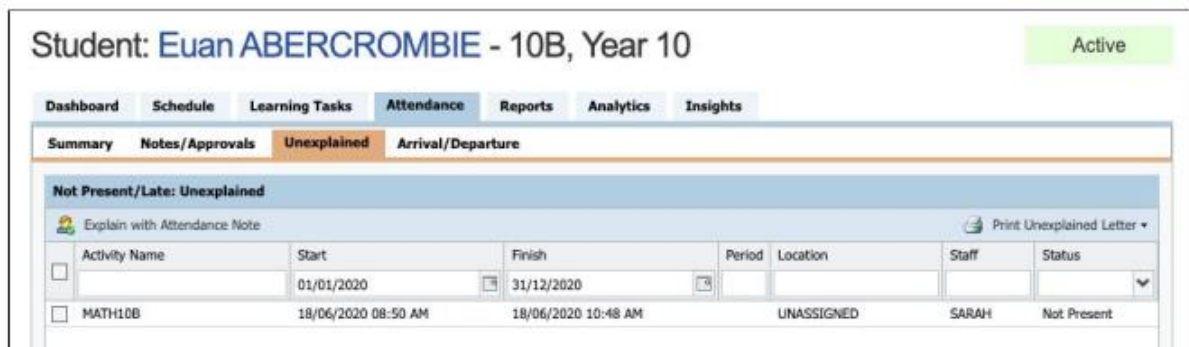 Student: Euan ABERCROMBIE - 10B, Year 10 Active
Dashboard Schedule Learning Tasks Attendance Reports Analytics Insights
Summary Notes/Approvals Unexplained Arrival/Departure
Not Present/Late: Unexplained
Explain with Attendance Note Print Unexplained Letter
Activity Name Start Finish Period Location Staff Status
01/01/2020 31/12/2020
MATH10B 18/06/2020 08:50 AM 18/06/2020 10:48 AM UNASSIGNED SARAH Not Present